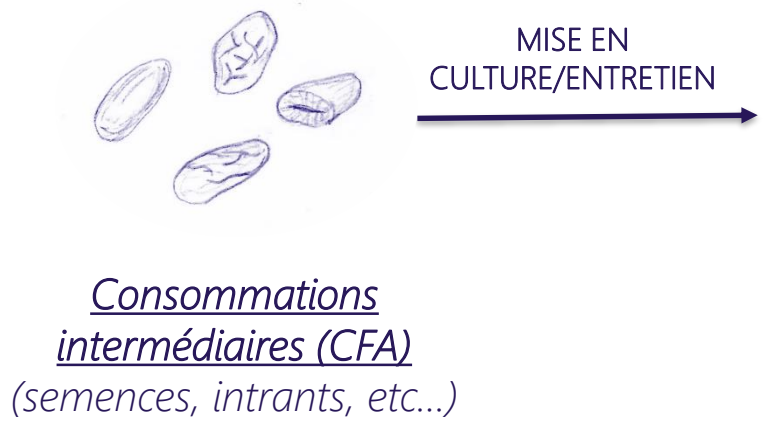 MISE EN
CULTURE/ENTRETIEN
Consommations
intermédiaires (CFA)
(semences, intrants, etc...)